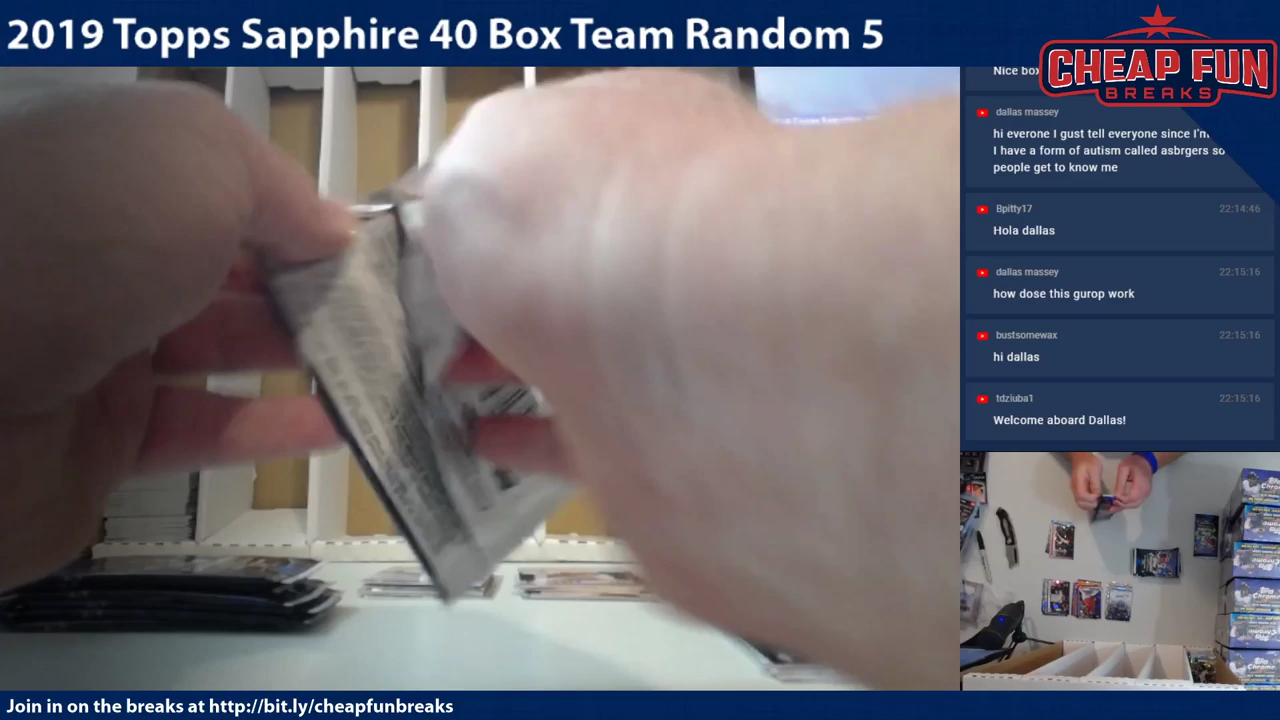 2019 Topps Sapphire 40 Box Team Random 5
CHEAP FUN
BREAKS
Nice box
dallas massey
hi everone I gust tell everyone since I'm
I have a form of autism called asbrgers so
people get to know me
Bpitty17 22:14:46
Hola dallas
dallas massey 22:15:16
how dose this gurop work
bustsomewax 22:15:16
hi dallas
tdziuba1 22:15:16
Welcome aboard Dallas!
Topps
Chrome
Join in on the breaks at http://bit.ly/cheapfunbreaks